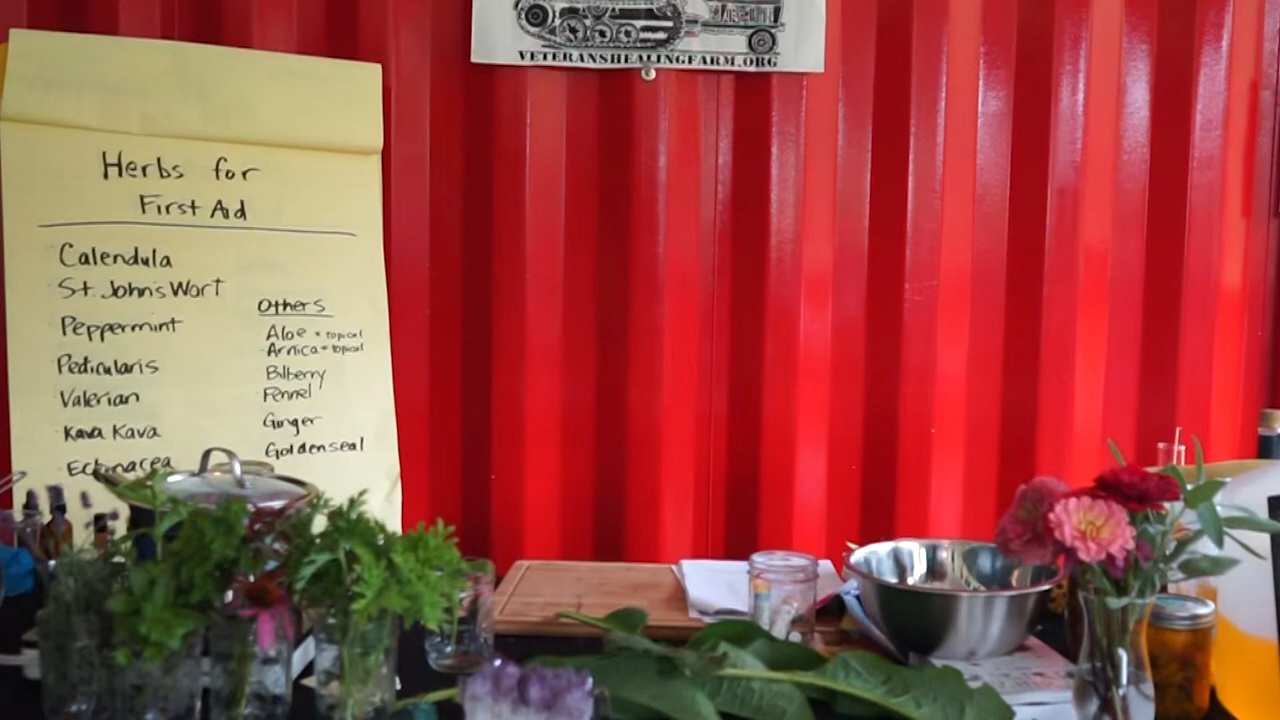 VETERANSHEALINGFARM.ORG
Herbs for
First Aid
Calendula
St. John's Wort
Peppermint
Pedicularis
Valerian
Kava Kava
Echinacea
Others
Aloe * topical
Arnica * topical
Bilberry
Fennel
Ginger
Goldenseal